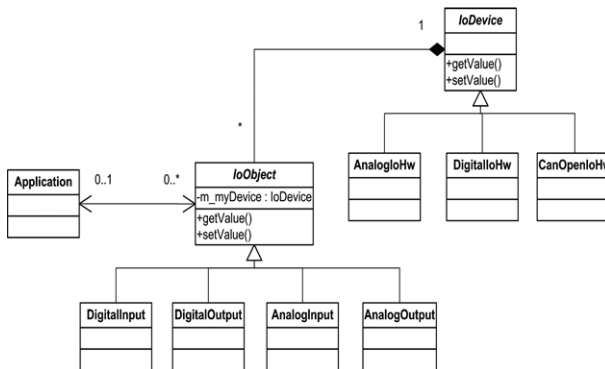 1
IoDevice
+getValue()
+setValue()
*
AnalogIoHw
DigitalIoHw
CanOpenIoHw
Application
0..1
0..*
IoObject
-m_myDevice : IoDevice
+getValue()
+setValue()
DigitalInput
DigitalOutput
AnalogInput
AnalogOutput